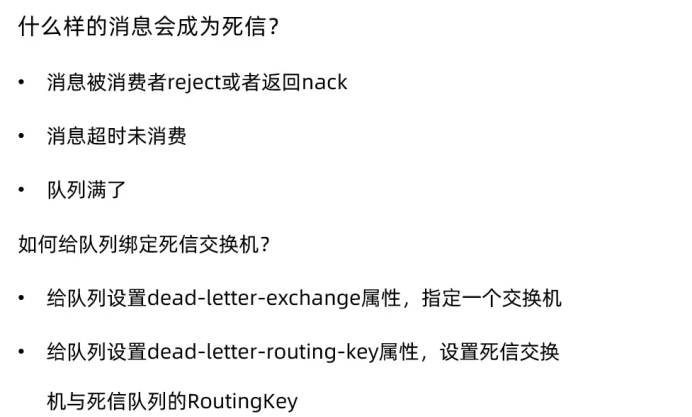 什么样的消息会成为死信？
• 消息被消费者reject或者返回nack
• 消息超时未消费
• 队列满了
如何给队列绑定死信交换机？
• 给队列设置dead-letter-exchange属性，指定一个交换机
• 给队列设置dead-letter-routing-key属性，设置死信交换
机与死信队列的RoutingKey